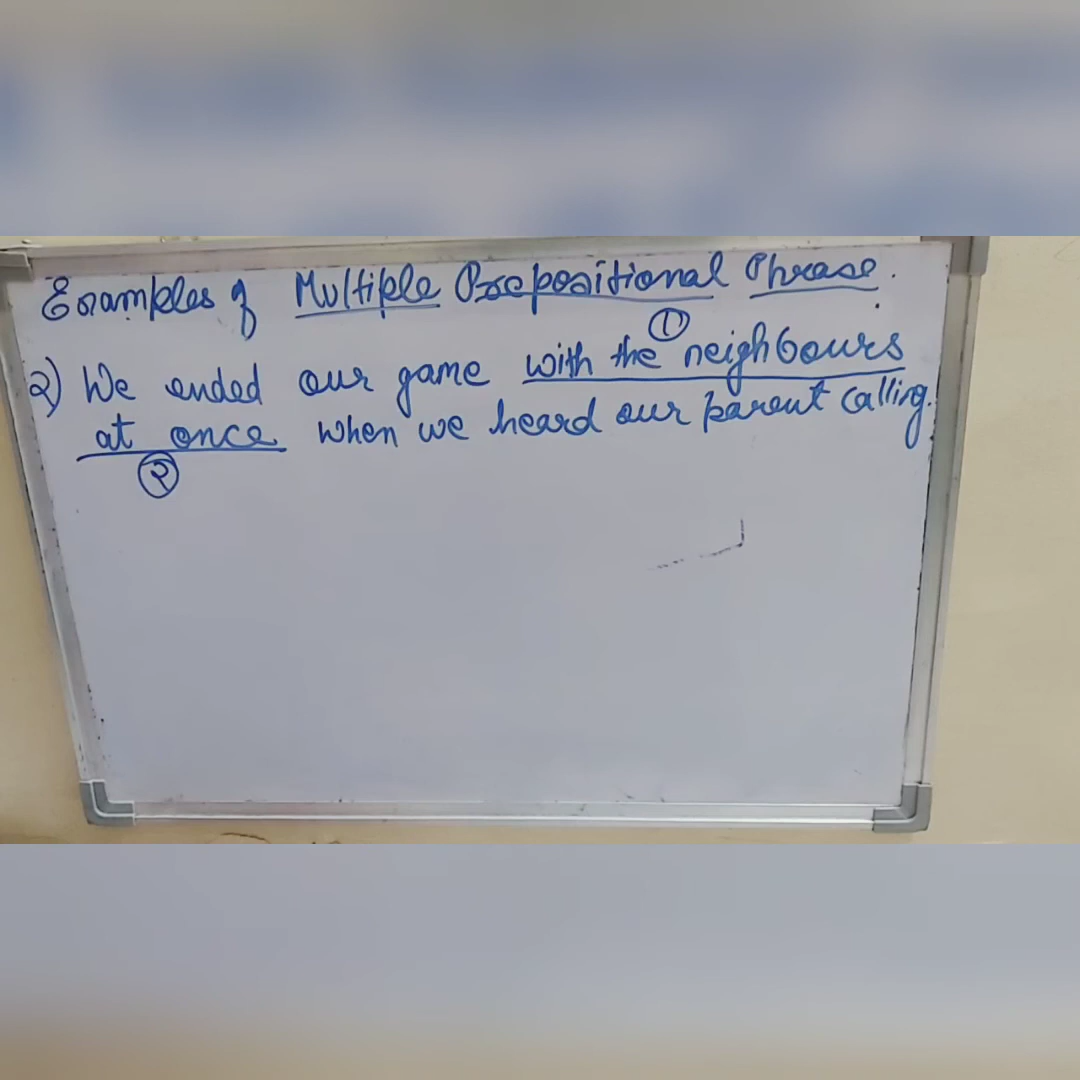 Examples of Multiple Prepositional Phrase.
①
2) We ended our game with the neighbours
at once when we heard our parent calling.
②